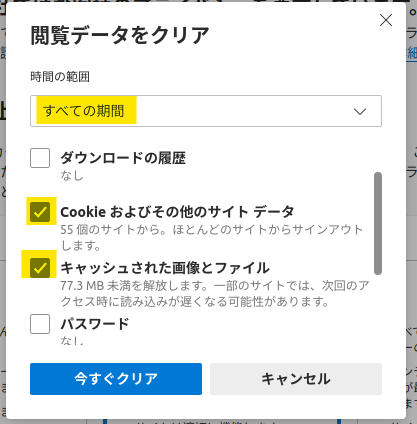 閲覧データをクリア
時間の範囲
すべての期間
ダウンロードの履歴
なし
Cookie およびその他のサイト データ
55 個のサイトから。ほとんどのサイトからサインアウト
します。
キャッシュされた画像とファイル
77.3 MB 未満を解放します。一部のサイトでは、次回のア
クセス時に読み込みが遅くなる可能性があります。
パスワード
なし
今すぐクリア
キャンセル